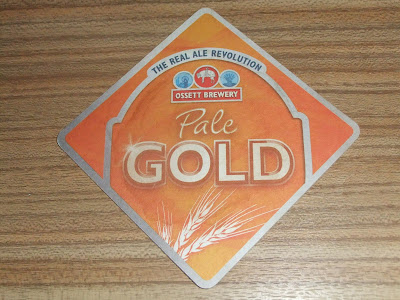 THE REAL ALE REVOLUTION
OSSETT BREWERY
Pale
GOLD